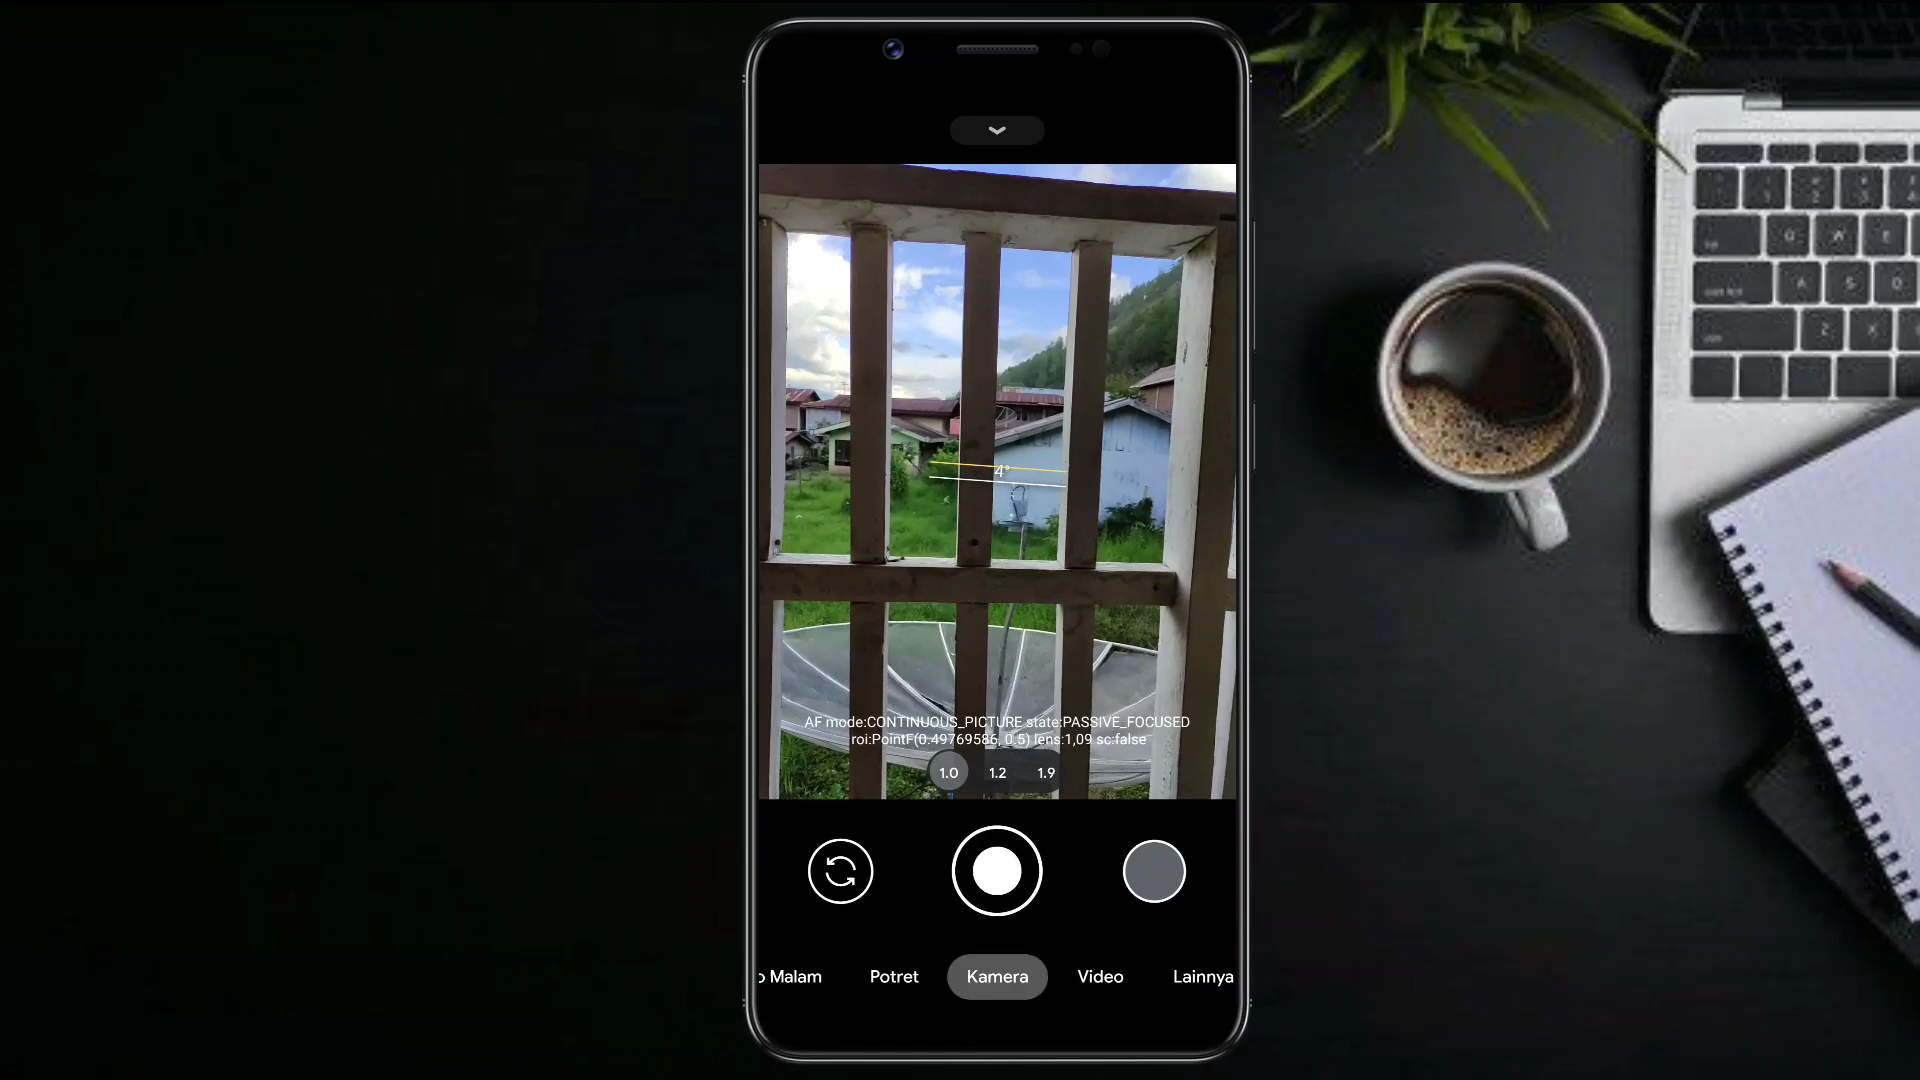 4°
AF mode:CONTINUOUS_PICTURE state:PASSIVE_FOCUSED
roi:PointF(0.49769586, 0.5) lens:1,09 sc:false
1.0 1.2 1.9
o Malam Potret Kamera Video Lainnya
Q W E
A S D
Z X